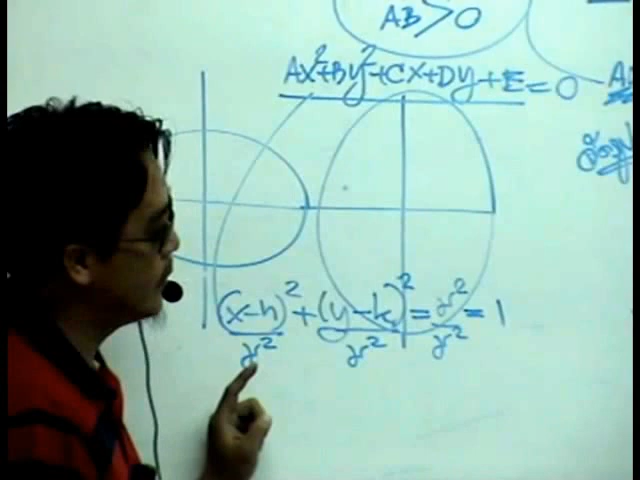 AB > 0
Ax²+By²+Cx+Dy+E = 0
(x-h)²/r² + (y-k)²/r² = r²/r² = 1